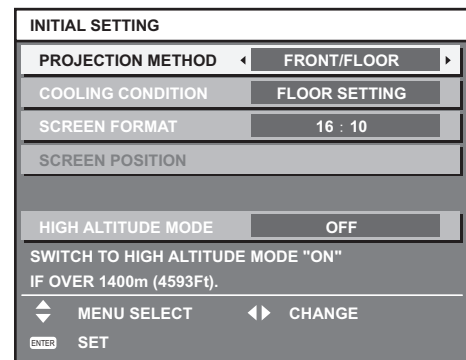 INITIAL SETTING
PROJECTION METHOD FRONT/FLOOR
COOLING CONDITION FLOOR SETTING
SCREEN FORMAT 16 : 10
SCREEN POSITION
HIGH ALTITUDE MODE OFF
SWITCH TO HIGH ALTITUDE MODE "ON"
IF OVER 1400m (4593Ft).
MENU SELECT CHANGE
ENTER SET